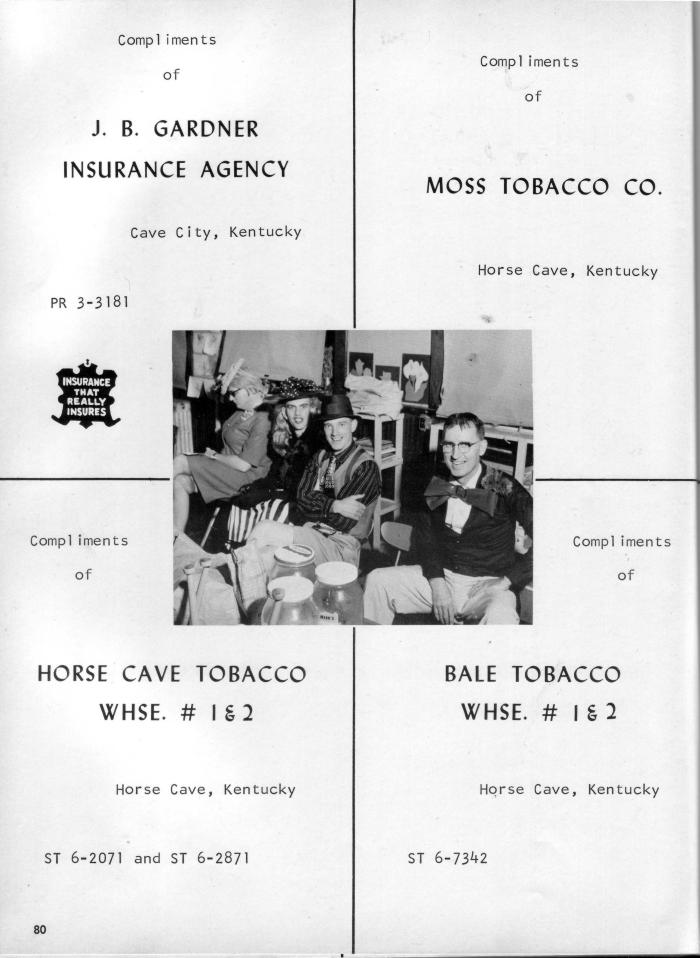 Compliments
of
J. B. GARDNER
INSURANCE AGENCY
Cave City, Kentucky
PR 3-3181
INSURANCE
THAT
REALLY
INSURES
Compliments
of
MOSS TOBACCO CO.
Horse Cave, Kentucky
Compliments
of
HORSE CAVE TOBACCO
WHSE. # 1 & 2
Horse Cave, Kentucky
ST 6-2071 and ST 6-2871
Compliments
of
BALE TOBACCO
WHSE. # 1 & 2
Horse Cave, Kentucky
ST 6-7342
80